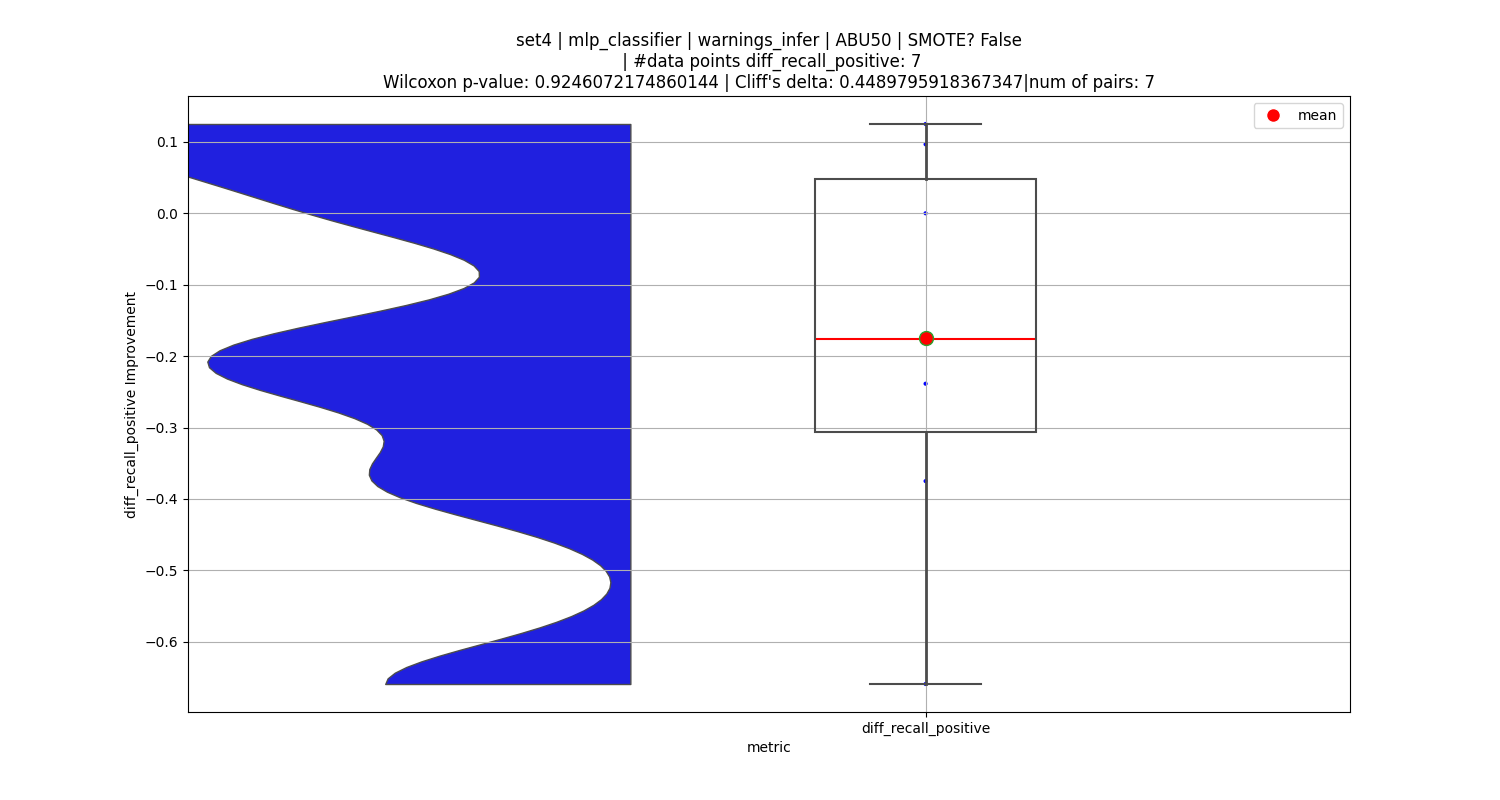 set4 | mlp_classifier | warnings_infer | ABU50 | SMOTE? False
| #data points diff_recall_positive: 7
Wilcoxon p-value: 0.9246072174860144 | Cliff's delta: 0.4489795918367347|num of pairs: 7
mean
0.1
0.0
−0.1
−0.2
−0.3
−0.4
−0.5
−0.6
diff_recall_positive Improvement
diff_recall_positive
metric